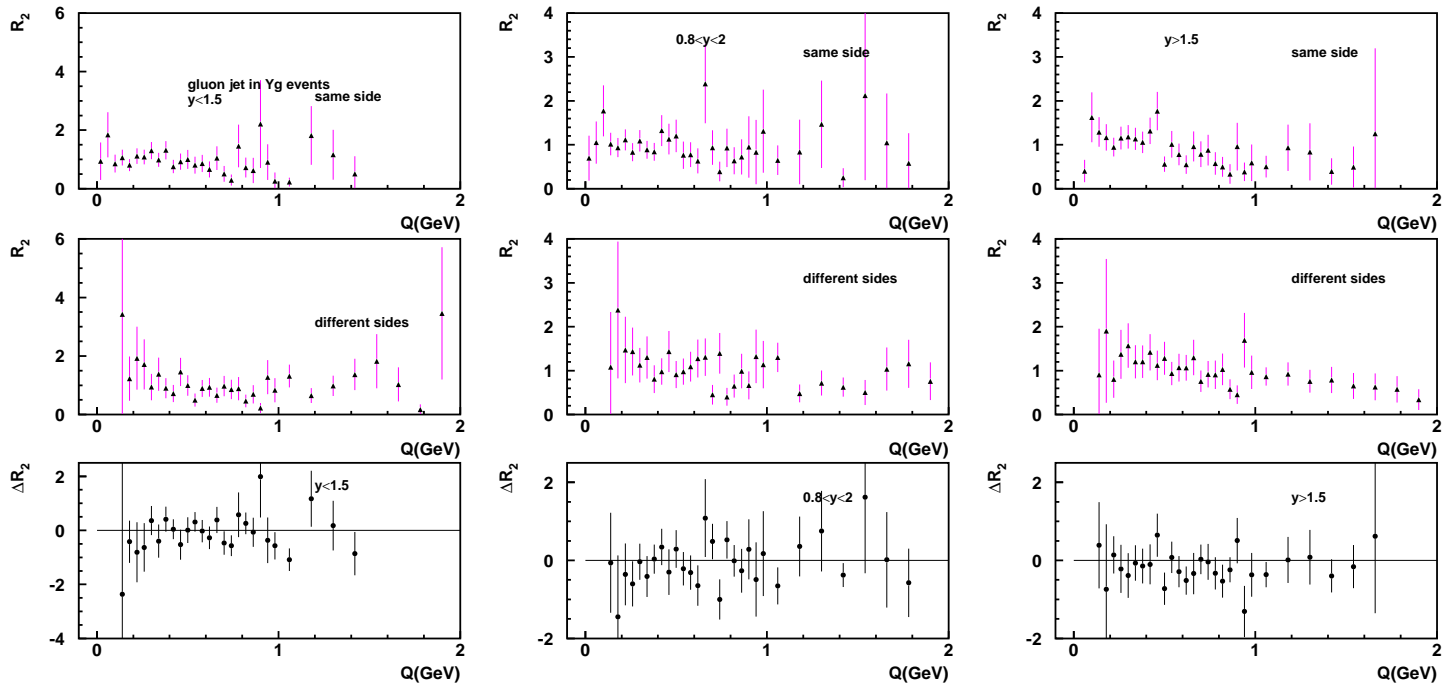 R2
6
4
2
0
gluon jet in Yg events
y<1.5
same side
0
1
2
Q(GeV)
R2
4
3
2
1
0
0.8<y<2
same side
0
1
2
Q(GeV)
R2
4
3
2
1
0
y>1.5
same side
0
1
2
Q(GeV)
R2
6
4
2
0
different sides
0
1
2
Q(GeV)
R2
4
3
2
1
0
different sides
0
1
2
Q(GeV)
R2
4
3
2
1
0
different sides
0
1
2
Q(GeV)
ΔR2
2
0
-2
-4
y<1.5
0
1
2
Q(GeV)
ΔR2
2
0
-2
0.8<y<2
0
1
2
Q(GeV)
ΔR2
2
0
-2
y>1.5
0
1
2
Q(GeV)